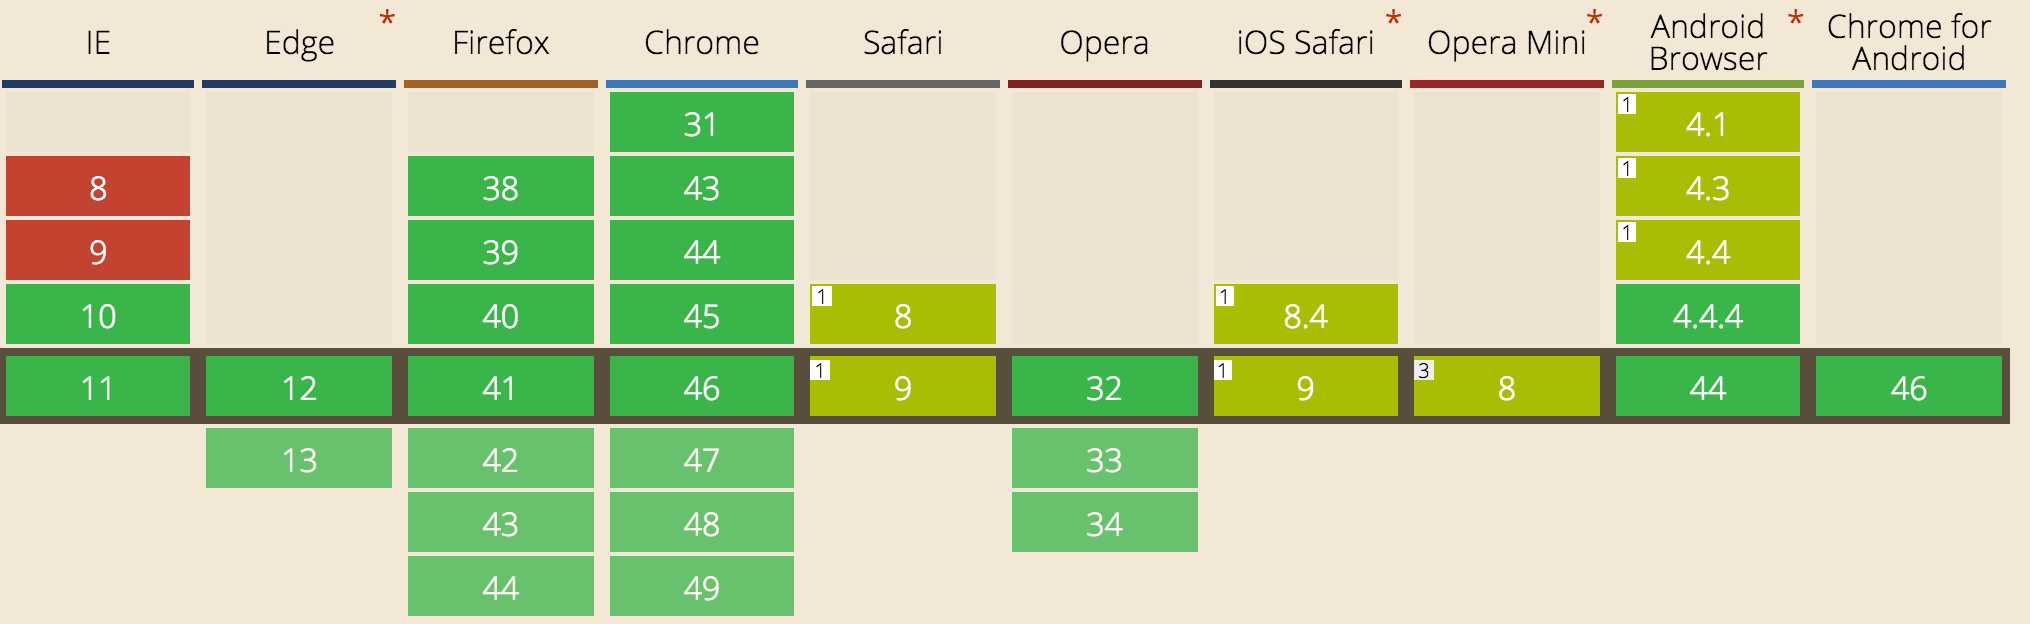 IE Edge * Firefox Chrome Safari Opera iOS Safari * Opera Mini * Android Browser * Chrome for Android
31 1 4.1
8 38 43 1 4.3
9 39 44 1 4.4
10 40 45 1 8 1 8.4 4.4.4
11 12 41 46 1 9 32 1 9 3 8 44 46
13 42 47 33
43 48 34
44 49